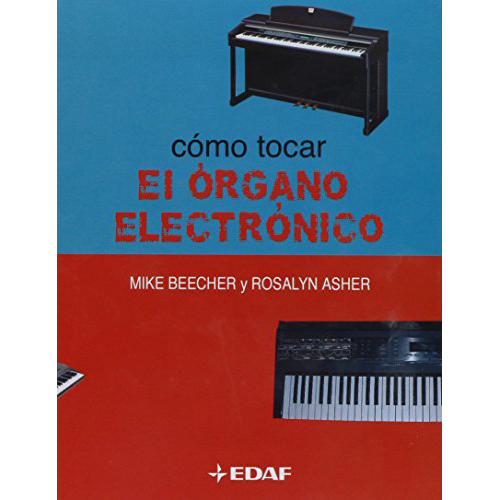 cómo tocar
El ÓRGANO
ELECTRÓNICO
MIKE BEECHER y ROSALYN ASHER
EDAF